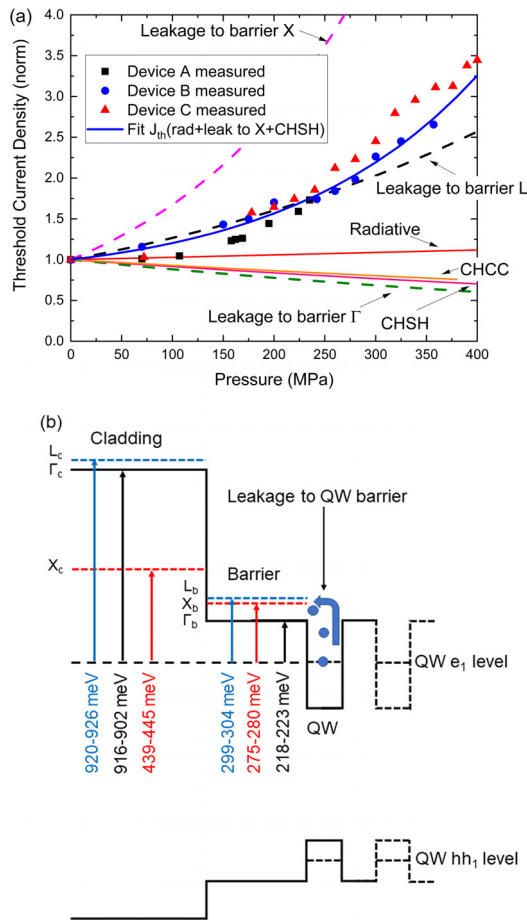 (a)
Leakage to barrier X
Device A measured
Device B measured
Device C measured
Fit Jth(rad+leak to X+CHSH)
Leakage to barrier L
Radiative
CHCC
CHSH
Leakage to barrier Γ
4.0
3.5
3.0
2.5
2.0
1.5
1.0
0.5
0.0
Threshold Current Density (norm)
0 50 100 150 200 250 300 350 400
Pressure (MPa)
(b)
Cladding
Lc
Γc
Leakage to QW barrier
Xc
Barrier
Lb
Xb
Γb
QW e1 level
QW
920-926 meV
916-902 meV
439-445 meV
299-304 meV
275-280 meV
218-223 meV
QW hh1 level